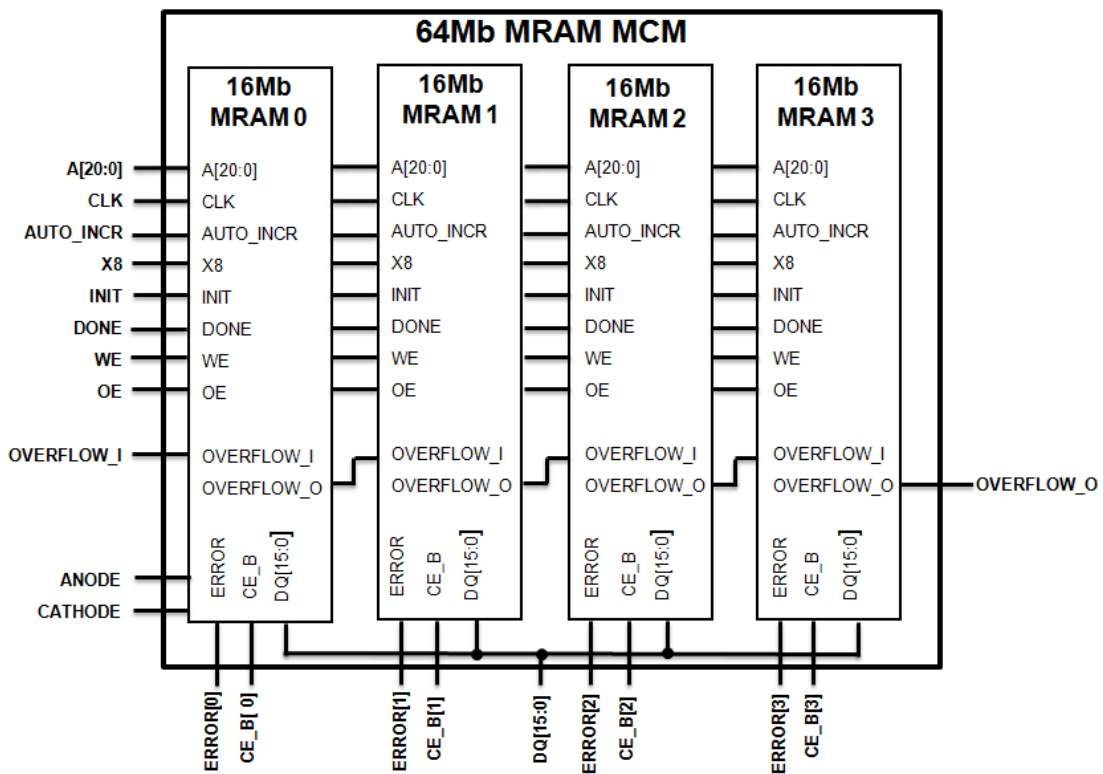 64Mb MRAM MCM
16Mb
MRAM 0
A[20:0]
CLK
AUTO_INCR
X8
INIT
DONE
WE
OE
OVERFLOW_I
OVERFLOW_O
ERROR
CE_B
DQ[15:0]
16Mb
MRAM 1
A[20:0]
CLK
AUTO_INCR
X8
INIT
DONE
WE
OE
OVERFLOW_I
OVERFLOW_O
ERROR
CE_B
DQ[15:0]
16Mb
MRAM 2
A[20:0]
CLK
AUTO_INCR
X8
INIT
DONE
WE
OE
OVERFLOW_I
OVERFLOW_O
ERROR
CE_B
DQ[15:0]
16Mb
MRAM 3
A[20:0]
CLK
AUTO_INCR
X8
INIT
DONE
WE
OE
OVERFLOW_I
OVERFLOW_O
ERROR
CE_B
DQ[15:0]
A[20:0]
CLK
AUTO_INCR
X8
INIT
DONE
WE
OE
OVERFLOW_I
ANODE
CATHODE
OVERFLOW_O
ERROR[0]
CE_B[ 0]
ERROR[1]
CE_B[1]
DQ[15:0]
ERROR[2]
CE_B[2]
ERROR[3]
CE_B[3]